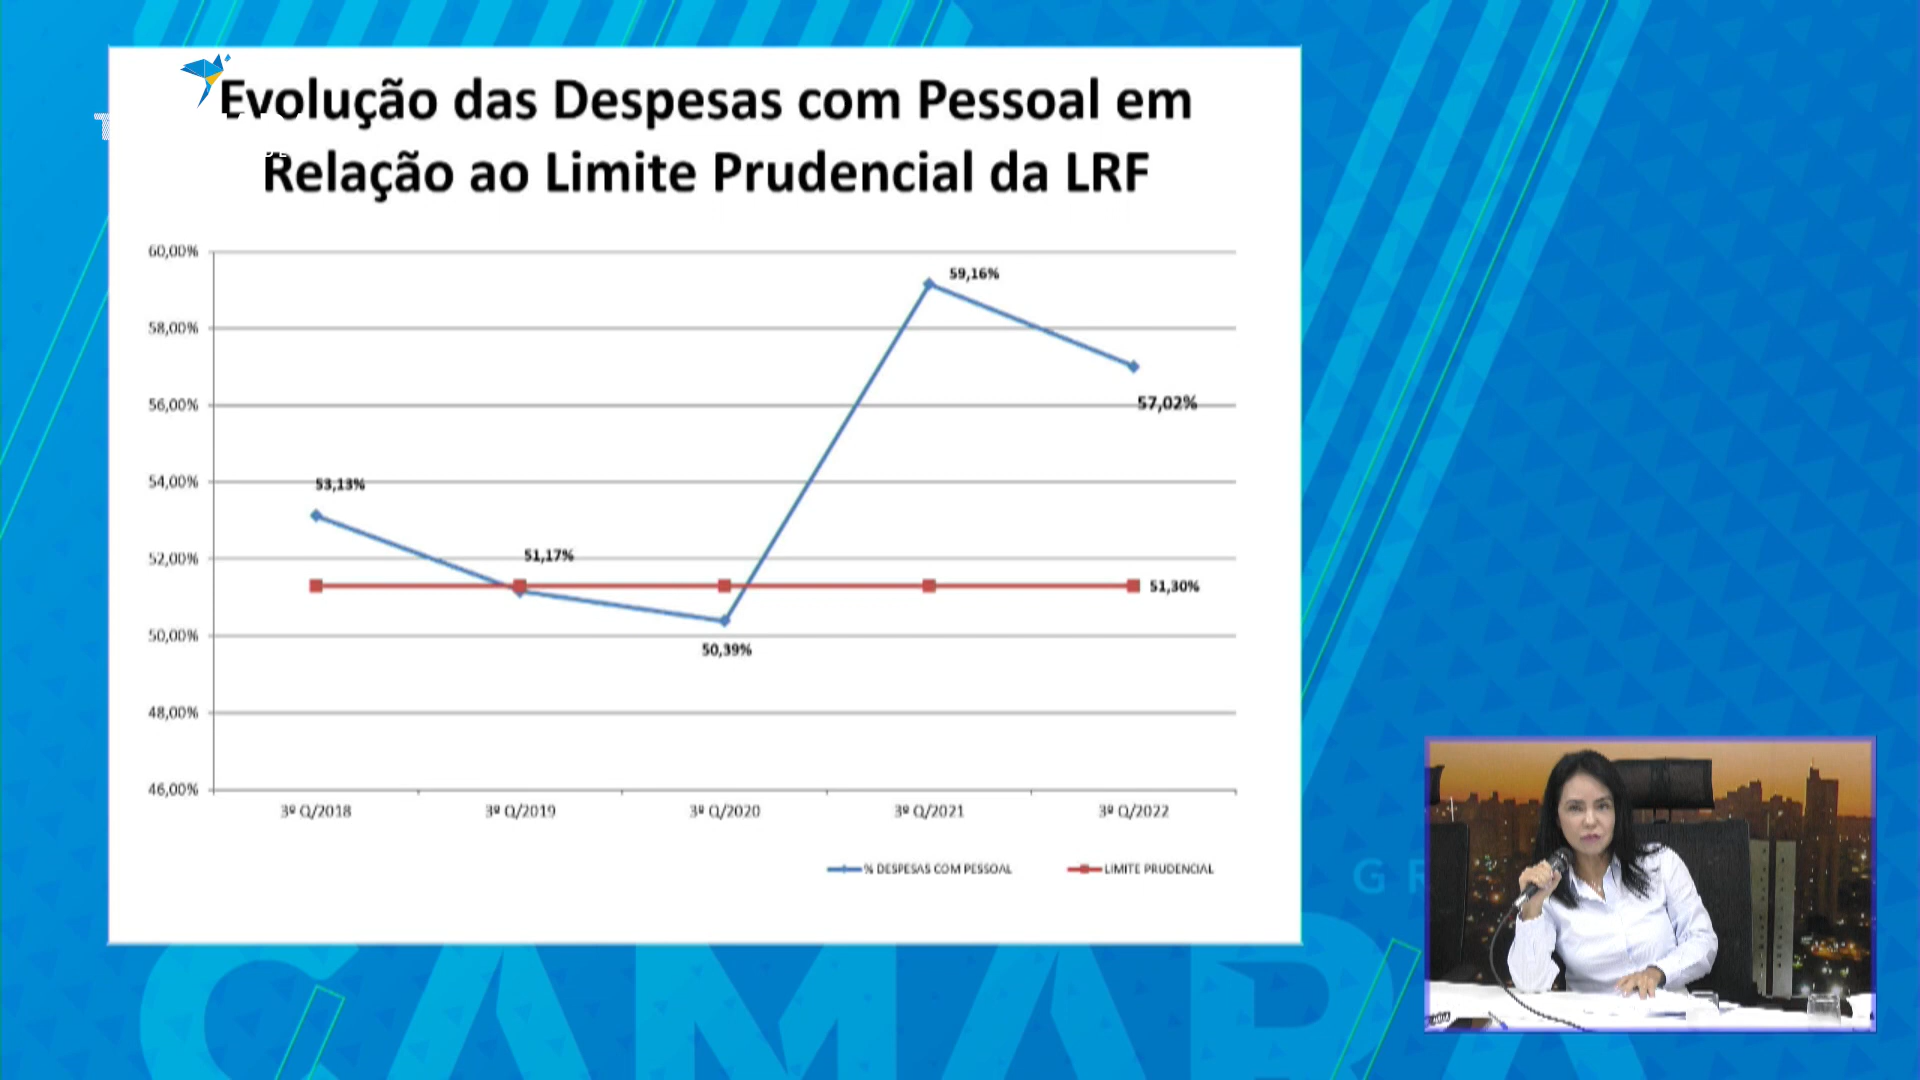 Evolução das Despesas com Pessoal em
Relação ao Limite Prudencial da LRF
60,00%
58,00%
56,00%
54,00%
52,00%
50,00%
48,00%
46,00%
53,13%
51,17%
50,39%
59,16%
57,02%
51,30%
3º Q/2018
3º Q/2019
3º Q/2020
3º Q/2021
3º Q/2022
% DESPESAS COM PESSOAL
LIMITE PRUDENCIAL